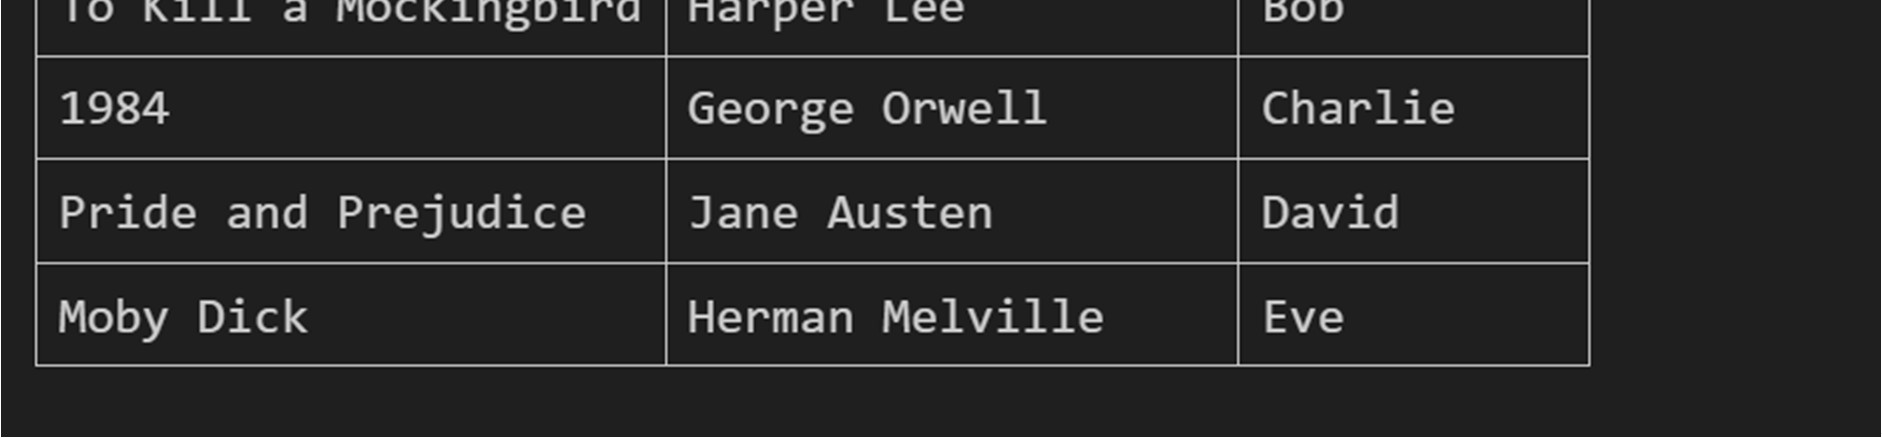 To Kill a Mockingbird Harper Lee Bob
1984 George Orwell Charlie
Pride and Prejudice Jane Austen David
Moby Dick Herman Melville Eve